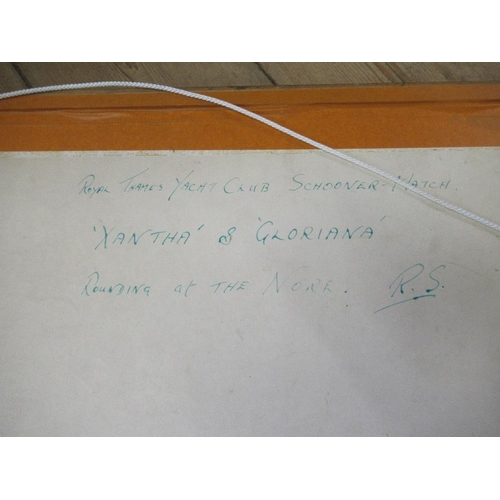 ROYAL THAMES YACHT CLUB SCHOONER-MATCH.
'XANTHA' & 'GLORIANA'
ROUNDING at THE NORE. R.S.